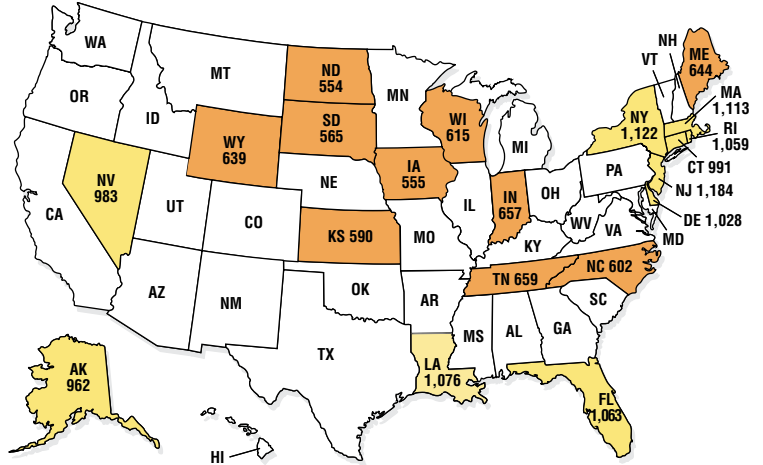 WA
OR
CA
ID
NV
983
MT
WY
639
UT
AZ
CO
NM
ND
554
SD
565
NE
KS 590
OK
TX
MN
IA
555
MO
AR
LA
1,076
WI
615
IL
MS
MI
IN
657
KY
TN 659
AL
OH
WV
VA
NC 602
SC
GA
FL
1,063
PA
NY
1,122
VT
NH
ME
644
MA
1,113
RI
1,059
CT 991
NJ 1,184
DE 1,028
MD
AK
962
HI